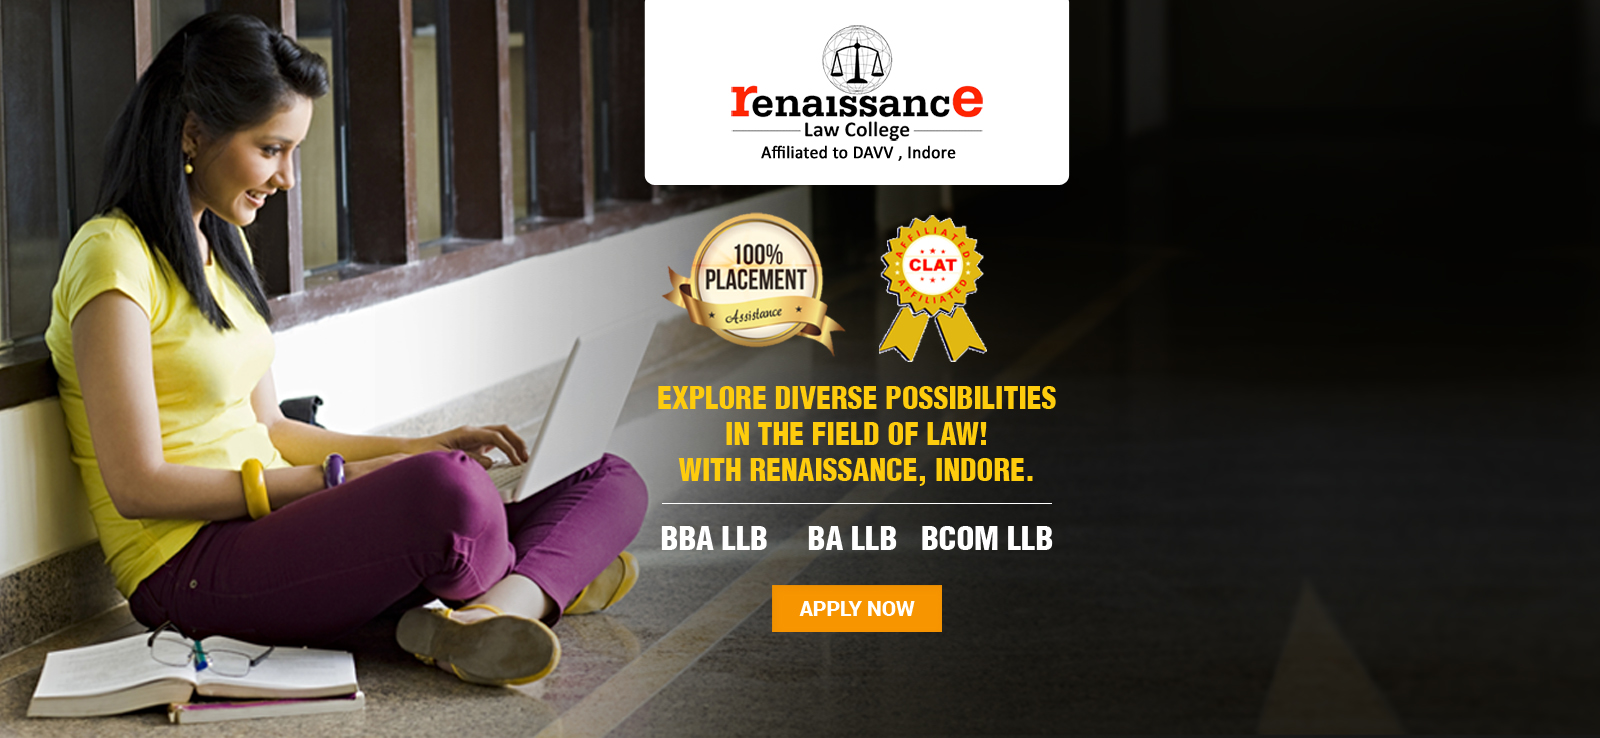 renaissance
Law College
Affiliated to DAVV , Indore
100%
PLACEMENT
Assistance
AFFILIATED
CLAT
AFFILIATED
EXPLORE DIVERSE POSSIBILITIES
IN THE FIELD OF LAW!
WITH RENAISSANCE, INDORE.
BBA LLB BA LLB BCOM LLB
APPLY NOW